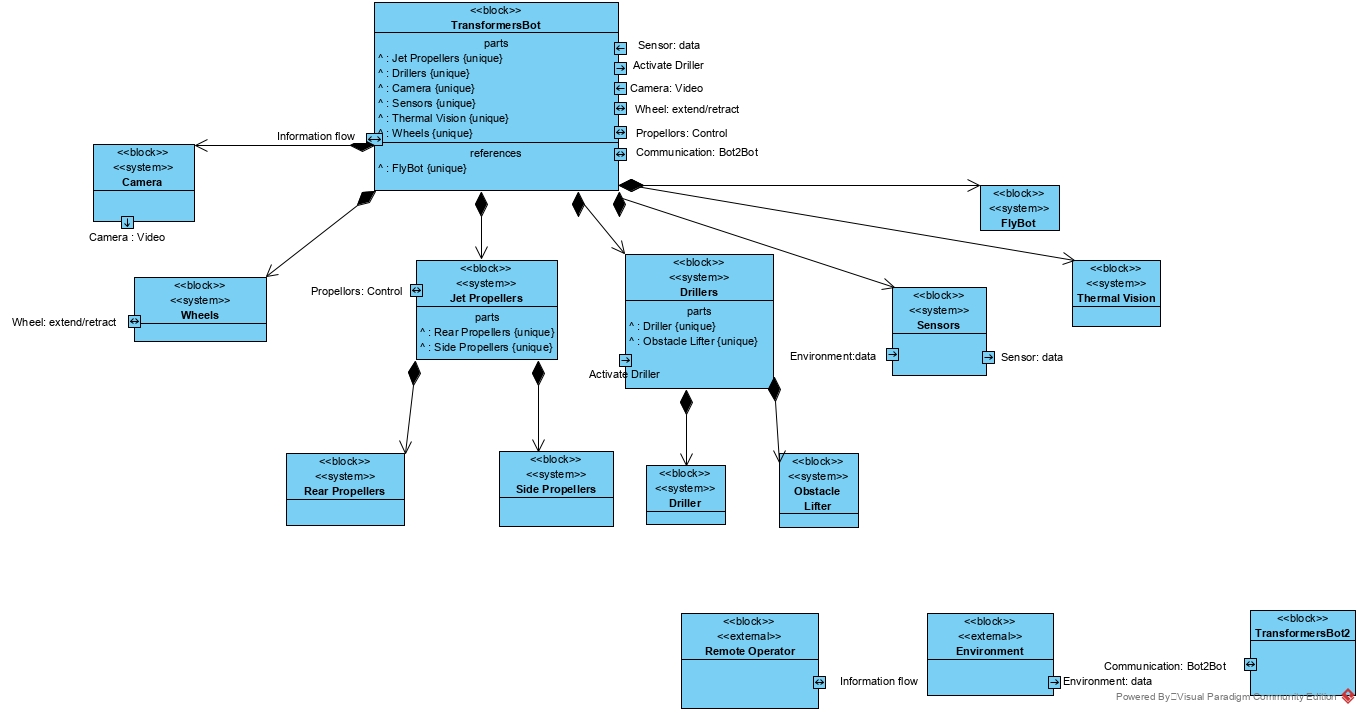 <<block>>
TransformersBot
parts
^ : Jet Propellers {unique}
^ : Drillers {unique}
^ : Camera {unique}
^ : Sensors {unique}
^ : Thermal Vision {unique}
^ : Wheels {unique}
references
^ : FlyBot {unique}
Sensor: data
Activate Driller
Camera: Video
Wheel: extend/retract
Propellors: Control
Communication: Bot2Bot
Information flow
<<block>>
<<system>>
Camera
Camera : Video
<<block>>
<<system>>
FlyBot
<<block>>
<<system>>
Wheels
Wheel: extend/retract
<<block>>
<<system>>
Jet Propellers
parts
^ : Rear Propellers {unique}
^ : Side Propellers {unique}
Propellors: Control
<<block>>
<<system>>
Drillers
parts
^ : Driller {unique}
^ : Obstacle Lifter {unique}
Activate Driller
<<block>>
<<system>>
Sensors
Environment:data
Sensor: data
<<block>>
<<system>>
Thermal Vision
<<block>>
<<system>>
Rear Propellers
<<block>>
<<system>>
Side Propellers
<<block>>
<<system>>
Driller
<<block>>
<<system>>
Obstacle
Lifter
<<block>>
<<external>>
Remote Operator
Information flow
<<block>>
<<external>>
Environment
Environment: data
<<block>>
TransformersBot2
Communication: Bot2Bot
Powered By Visual Paradigm Community Edition